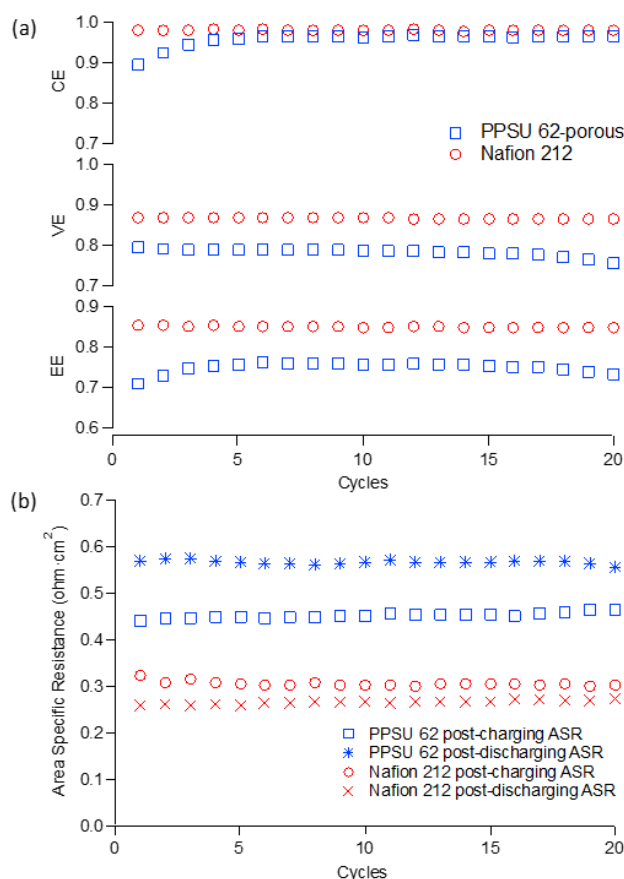 (a)
1.0
0.9
0.8
0.7
CE
PPSU 62-porous
Nafion 212
1.0
0.9
0.8
0.7
VE
0.9
0.8
0.7
0.6
EE
0 5 10 15 20
Cycles
(b)
0.7
0.6
0.5
0.4
0.3
0.2
0.1
0.0
Area Specific Resistance (ohm·cm²)
PPSU 62 post-charging ASR
PPSU 62 post-discharging ASR
Nafion 212 post-charging ASR
Nafion 212 post-discharging ASR
0 5 10 15 20
Cycles